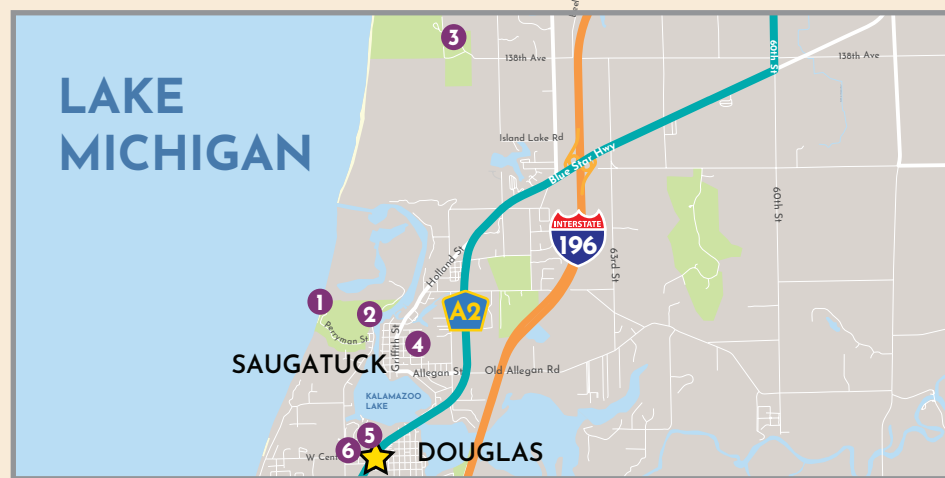 3
138th Ave
60th St
138th Ave
LAKE
MICHIGAN
Island Lake Rd
Blue Star Hwy
60th St
INTERSTATE
196
63rd St
Holland St
1
2
A2
Perryman St
Griffith St
4
SAUGATUCK
Allegan St
Old Allegan Rd
KALAMAZOO
LAKE
5
6
W Cent
DOUGLAS